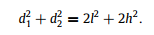 d₁² + d₂² = 2l² + 2h².